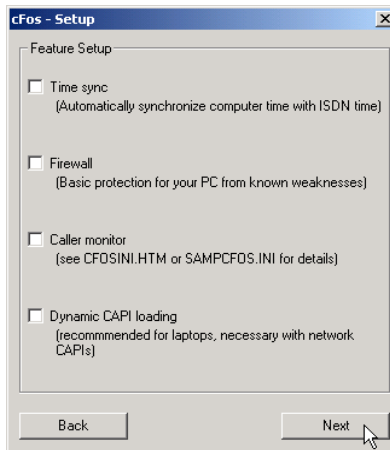 cFos - Setup
Feature Setup
Time sync
(Automatically synchronize computer time with ISDN time)
Firewall
(Basic protection for your PC from known weaknesses)
Caller monitor
(see CFOSINI.HTM or SAMPCFOS.INI for details)
Dynamic CAPI loading
(recommmended for laptops, necessary with network
CAPIs)
Back
Next